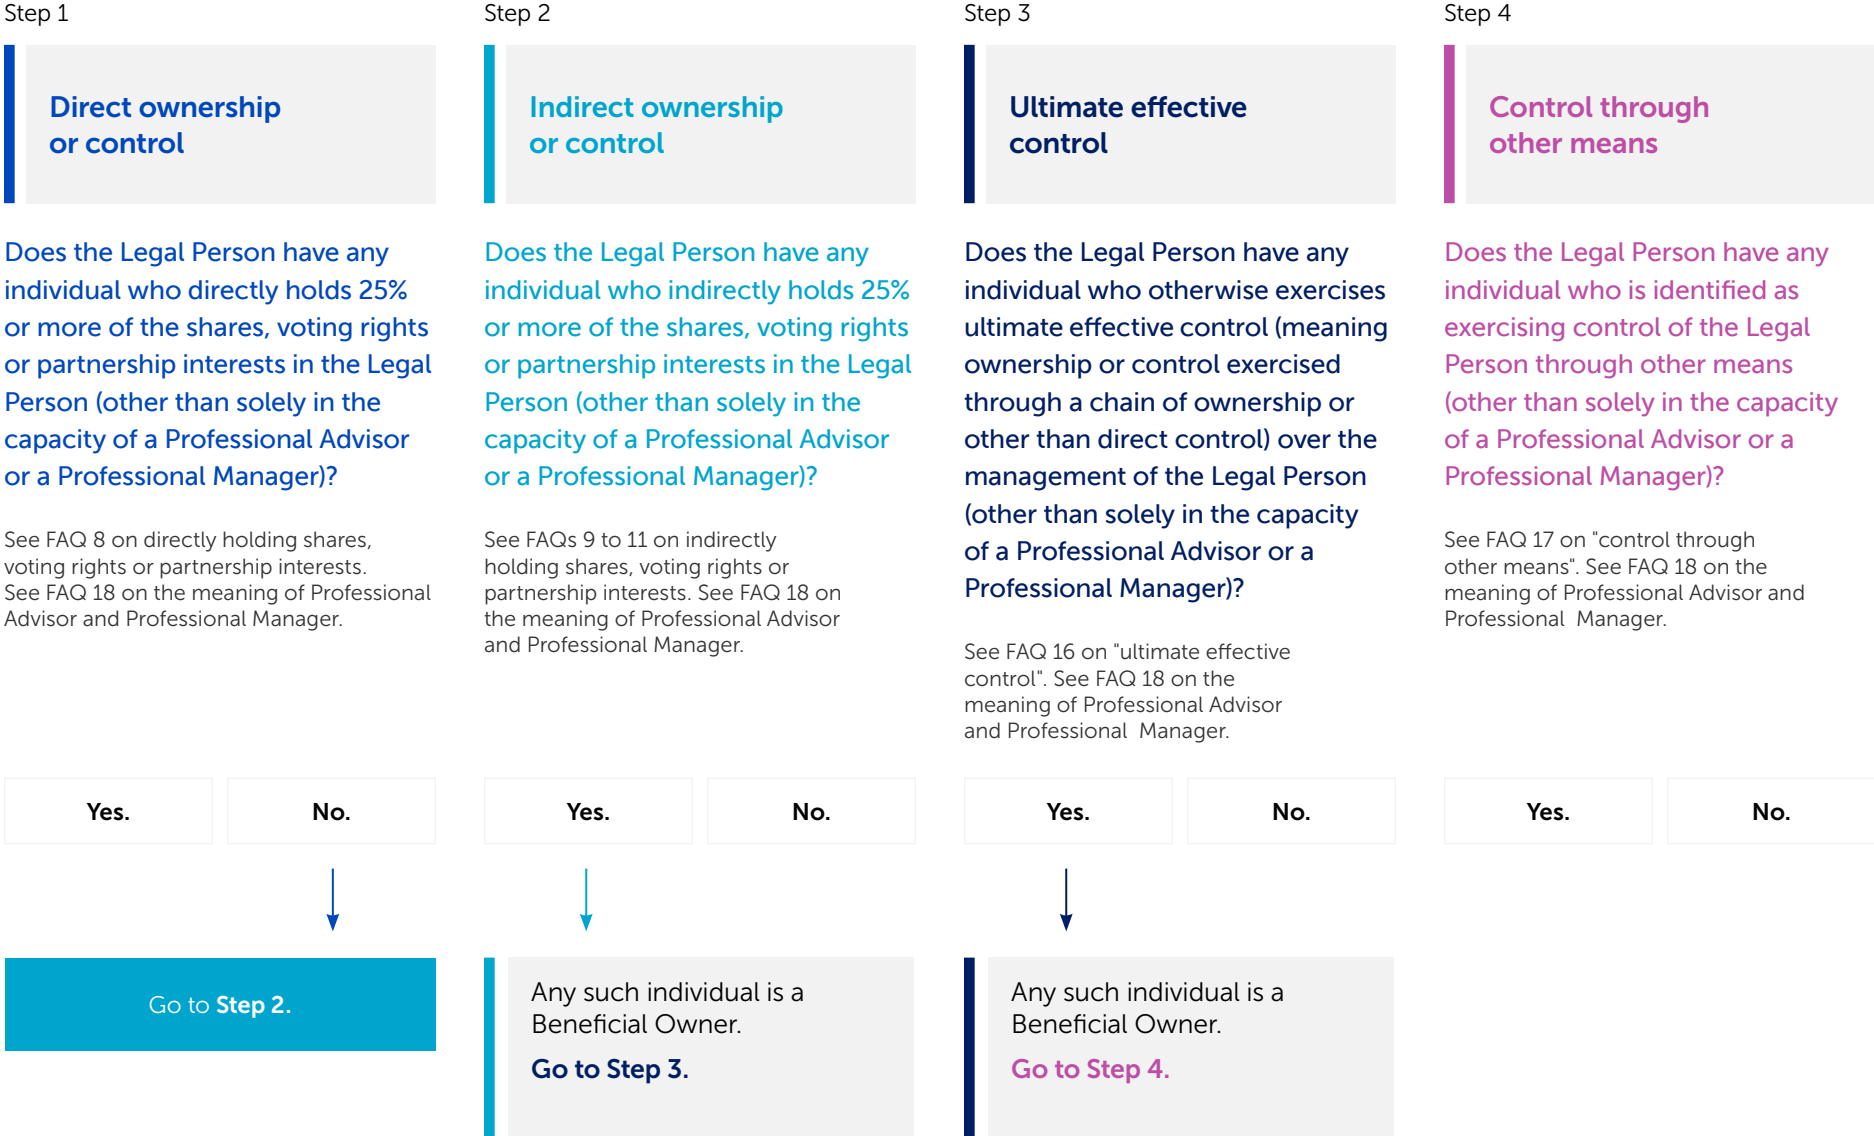 Step 1
Direct ownership
or control
Does the Legal Person have any
individual who directly holds 25%
or more of the shares, voting rights
or partnership interests in the Legal
Person (other than solely in the
capacity of a Professional Advisor
or a Professional Manager)?
See FAQ 8 on directly holding shares,
voting rights or partnership interests.
See FAQ 18 on the meaning of Professional
Advisor and Professional Manager.
Yes.
No.
Go to Step 2.
Step 2
Indirect ownership
or control
Does the Legal Person have any
individual who indirectly holds 25%
or more of the shares, voting rights
or partnership interests in the Legal
Person (other than solely in the
capacity of a Professional Advisor
or a Professional Manager)?
See FAQs 9 to 11 on indirectly
holding shares, voting rights or
partnership interests. See FAQ 18 on
the meaning of Professional Advisor
and Professional Manager.
Yes.
No.
Any such individual is a
Beneficial Owner.
Go to Step 3.
Step 3
Ultimate effective
control
Does the Legal Person have any
individual who otherwise exercises
ultimate effective control (meaning
ownership or control exercised
through a chain of ownership or
other than direct control) over the
management of the Legal Person
(other than solely in the capacity
of a Professional Advisor or a
Professional Manager)?
See FAQ 16 on "ultimate effective
control". See FAQ 18 on the
meaning of Professional Advisor
and Professional Manager.
Yes.
No.
Any such individual is a
Beneficial Owner.
Go to Step 4.
Step 4
Control through
other means
Does the Legal Person have any
individual who is identified as
exercising control of the Legal
Person through other means
(other than solely in the capacity
of a Professional Advisor or a
Professional Manager)?
See FAQ 17 on "control through
other means". See FAQ 18 on the
meaning of Professional Advisor and
Professional Manager.
Yes.
No.